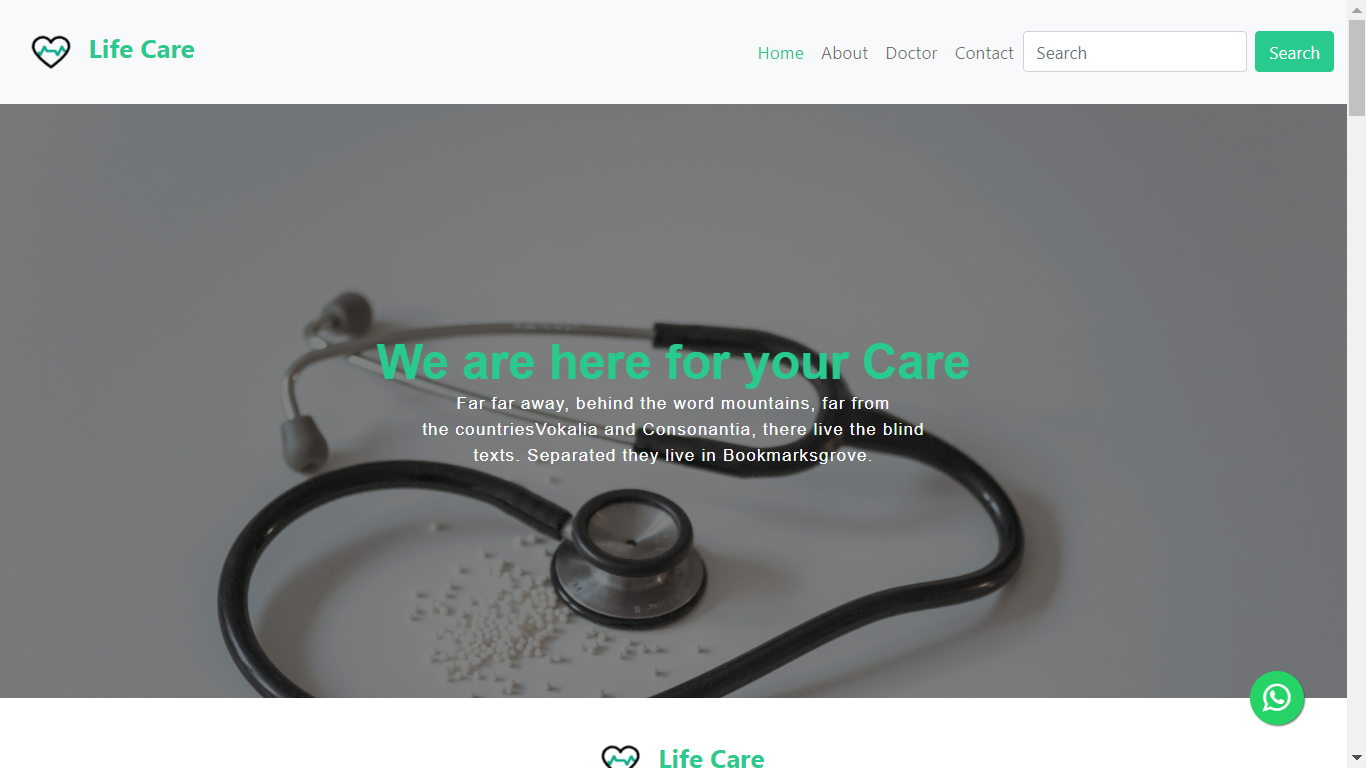 Life Care
Home About Doctor Contact Search Search
We are here for your Care
Far far away, behind the word mountains, far from
the countriesVokalia and Consonantia, there live the blind
texts. Separated they live in Bookmarksgrove.
Life Care